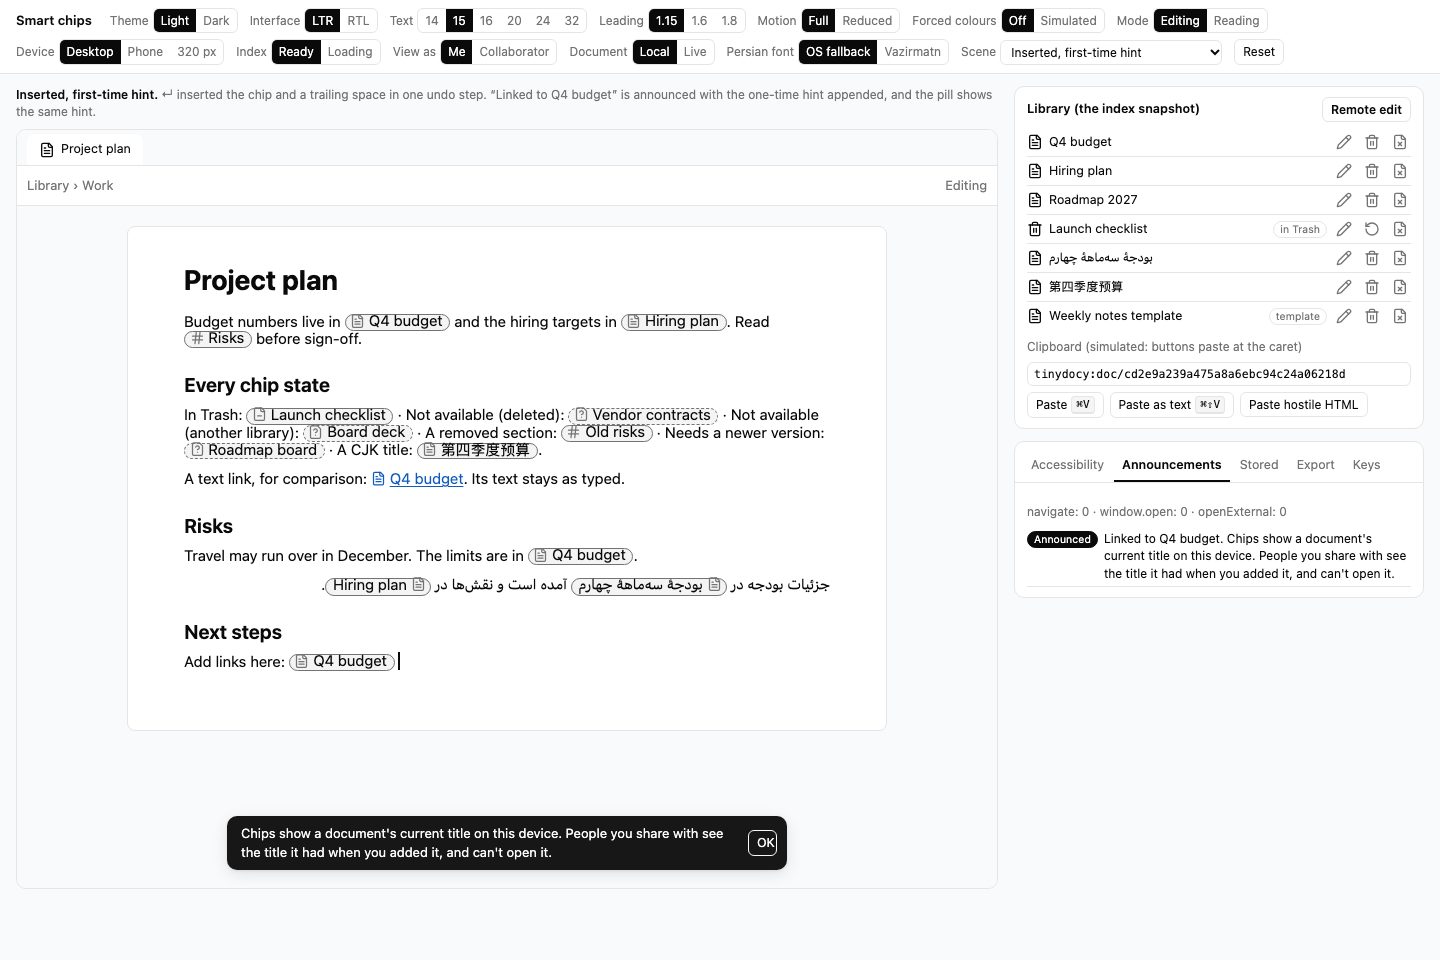 Smart chips Theme Light Dark Interface LTR RTL Text 14 15 16 20 24 32 Leading 1.15 1.6 1.8 Motion Full Reduced Forced colours Off Simulated Mode Editing Reading
Device Desktop Phone 320 px Index Ready Loading View as Me Collaborator Document Local Live Persian font OS fallback Vazirmatn Scene Inserted, first-time hint Reset
Inserted, first-time hint. ↵ inserted the chip and a trailing space in one undo step. “Linked to Q4 budget” is announced with the one-time hint appended, and the pill shows
the same hint.
Project plan
Library › Work Editing
Project plan
Budget numbers live in Q4 budget and the hiring targets in Hiring plan. Read
# Risks before sign-off.
Every chip state
In Trash: Launch checklist · Not available (deleted): Vendor contracts · Not available
(another library): Board deck · A removed section: # Old risks · Needs a newer version:
Roadmap board · A CJK title: 第四季度预算.
A text link, for comparison: Q4 budget. Its text stays as typed.
Risks
Travel may run over in December. The limits are in Q4 budget.
جزئیات بودجه در بودجهٔ سه‌ماههٔ چهارم آمده است و نقش‌ها در Hiring plan.
Next steps
Add links here: Q4 budget
Chips show a document's current title on this device. People you share with see
the title it had when you added it, and can't open it.
OK
Library (the index snapshot) Remote edit
Q4 budget
Hiring plan
Roadmap 2027
Launch checklist in Trash
بودجهٔ سه‌ماههٔ چهارم
第四季度预算
Weekly notes template template
Clipboard (simulated: buttons paste at the caret)
tinydocy:doc/cd2e9a239a475a8a6ebc94c24a06218d
Paste ⌘V Paste as text ⌘⇧V Paste hostile HTML
Accessibility Announcements Stored Export Keys
navigate: 0 · window.open: 0 · openExternal: 0
Announced Linked to Q4 budget. Chips show a document's
current title on this device. People you share with see
the title it had when you added it, and can't open it.